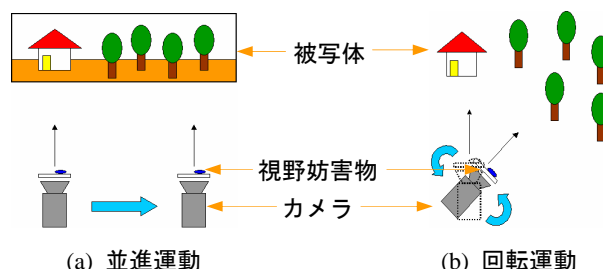 被写体
視野妨害物
カメラ
(a) 並進運動
(b) 回転運動